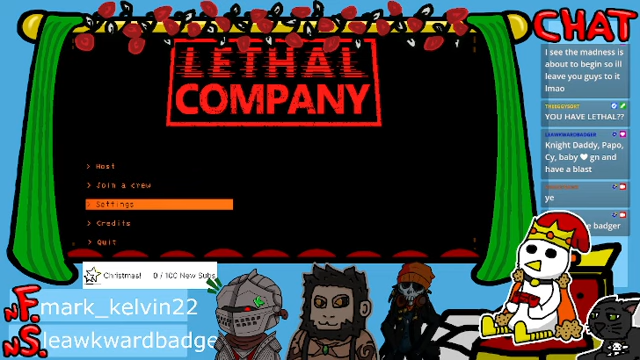 CHAT
LETHAL
COMPANY
> Host
> Join a crew
> Settings
> Credits
> Quit
I see the madness is
about to begin so ill
leave you guys to it
lmao
YOU HAVE LETHAL??
LEAWKWARDBADGER
Knight Daddy, Papo,
Cy, baby 🤍 gn and
have a blast
ye
badger
Christmas!
0 / 100 New Subs
nF.
mark_kelvin22
nS.
leawkwardbadge